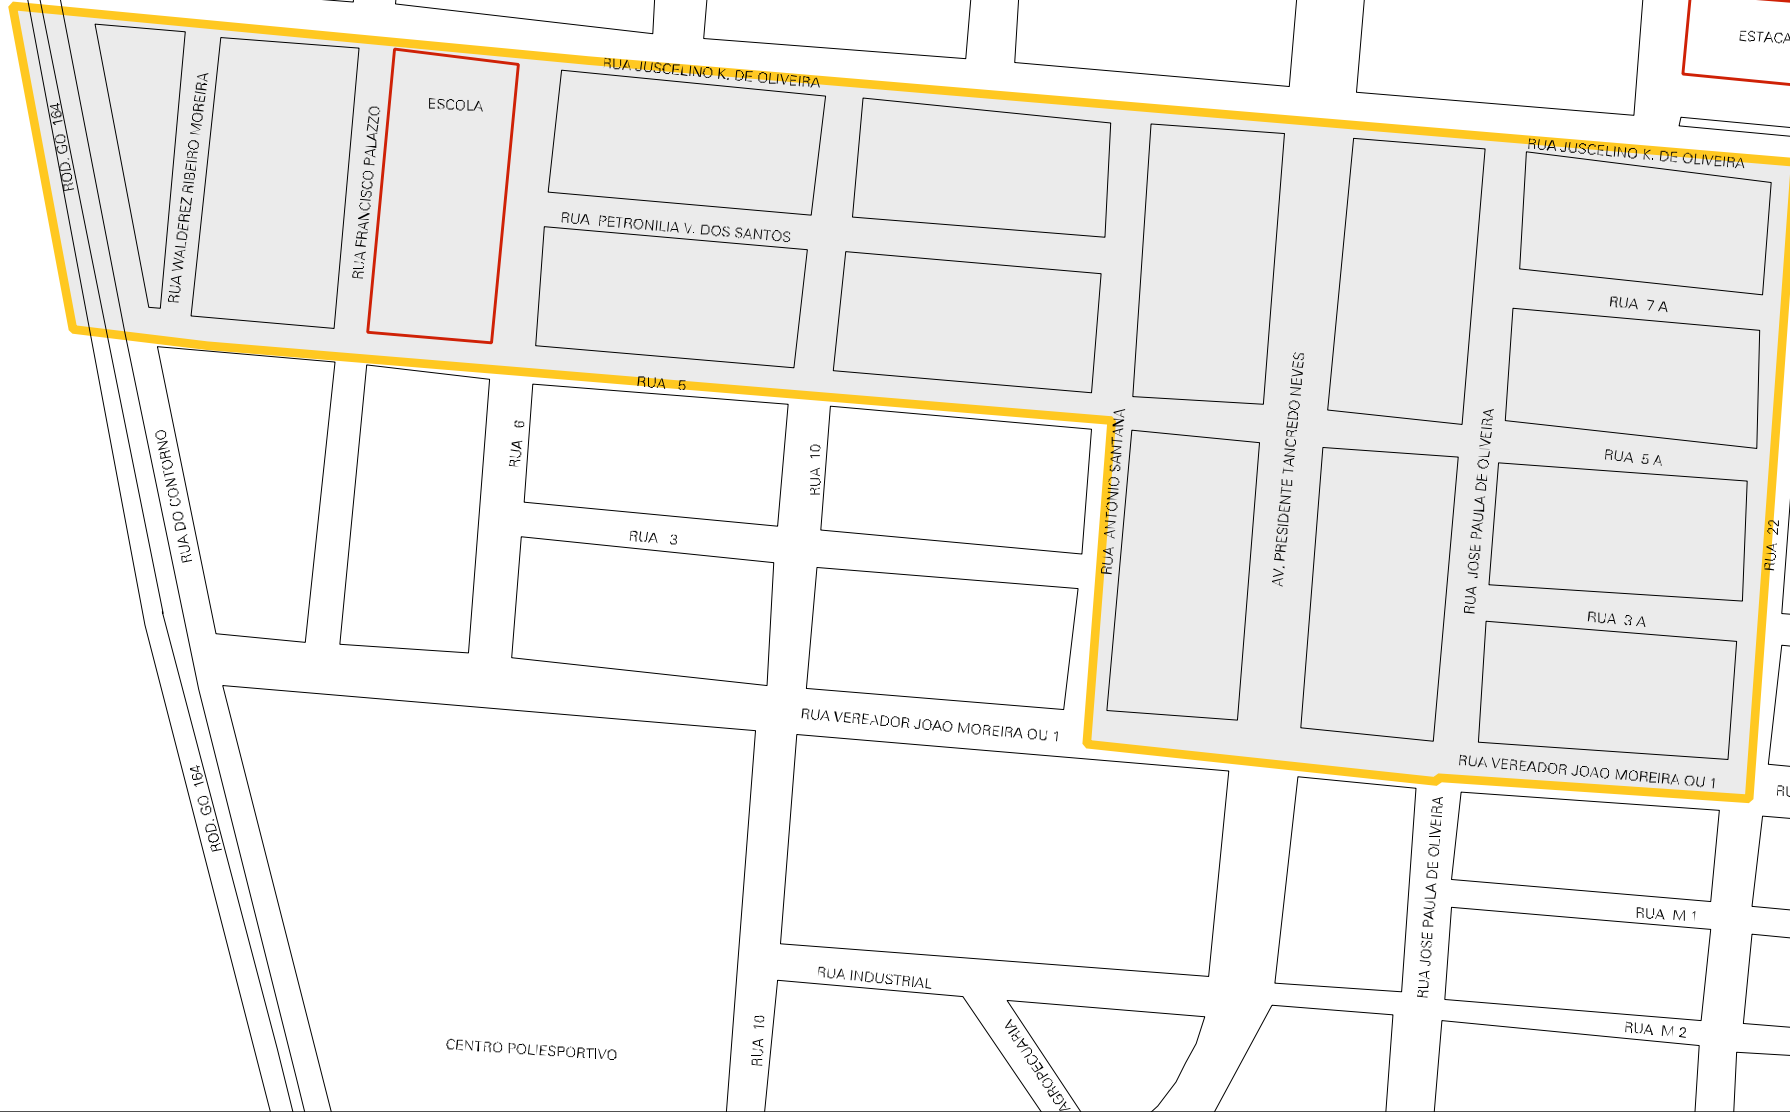 ESTACA
RUA JUSCELINO K. DE OLIVEIRA
ESCOLA
ROD. GO 164
RUA WALDEREZ RIBEIRO MOREIRA
RUA FRANCISCO PALAZZO
RUA JUSCELINO K. DE OLIVEIRA
RUA PETRONILIA V. DOS SANTOS
RUA 7 A
RUA 5
RUA 6
RUA 10
RUA DO CONTORNO
RUA ANTONIO SANTANA
AV. PRESIDENTE TANCREDO NEVES
RUA JOSE PAULA DE OLIVEIRA
RUA 5 A
RUA 22
RUA 3
RUA 3 A
RUA VEREADOR JOAO MOREIRA OU 1
RUA VEREADOR JOAO MOREIRA OU 1
RU
ROD. GO 164
RUA JOSE PAULA DE OLIVEIRA
RUA M 1
RUA INDUSTRIAL
RUA M 2
RUA 10
AGROPECUARIA
CENTRO POLIESPORTIVO